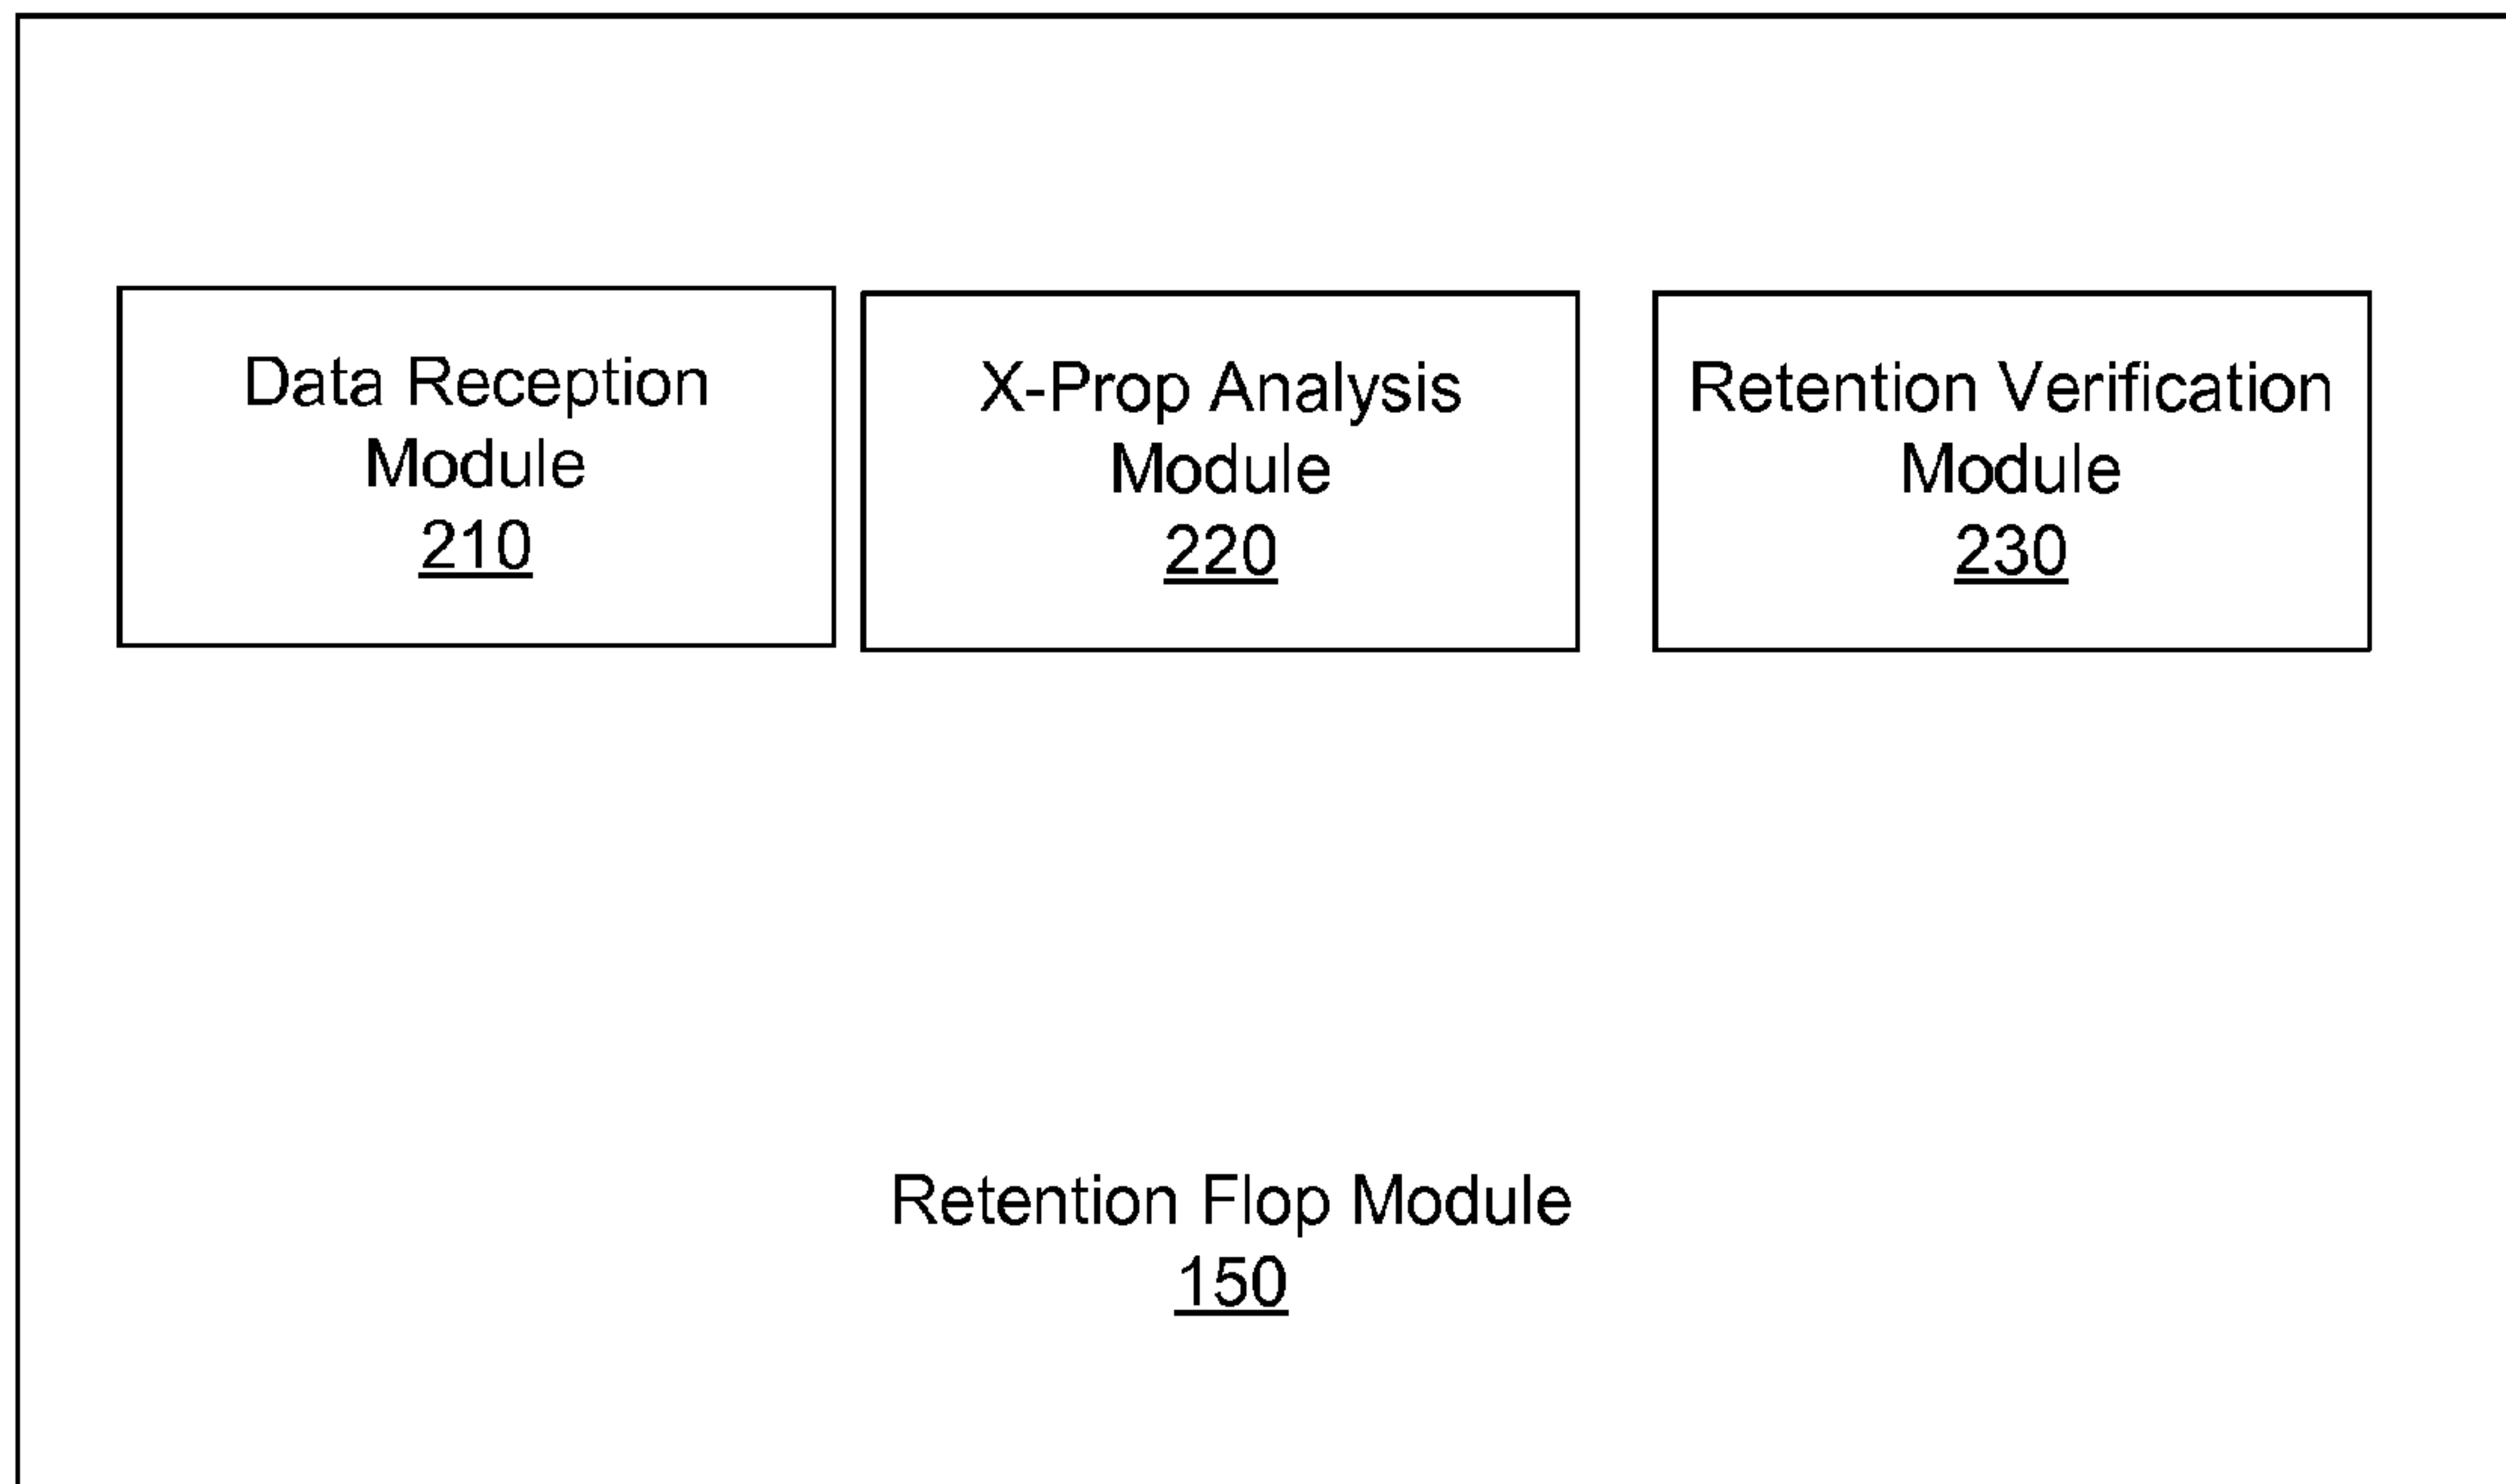 Data Reception
Module
210
X-Prop Analysis
Module
220
Retention Verification
Module
230
Retention Flop Module
150